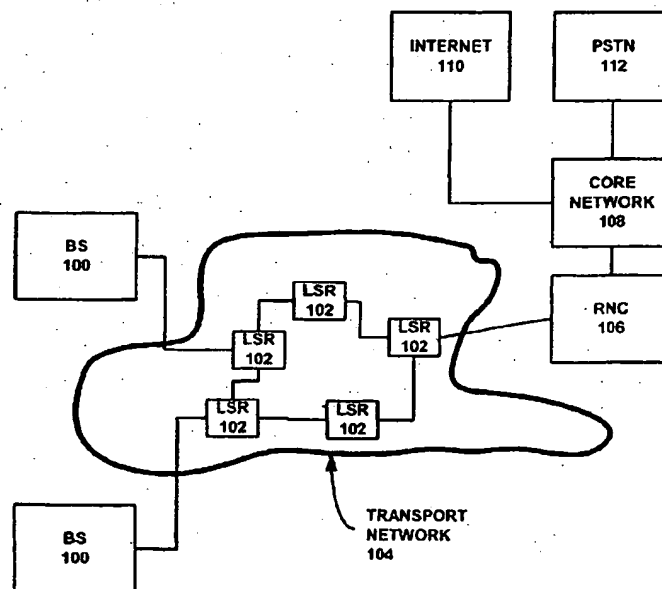 INTERNET
110
PSTN
112
CORE
NETWORK
108
BS
100
LSR
102
LSR
102
LSR
102
RNC
106
LSR
102
LSR
102
BS
100
TRANSPORT
NETWORK
104